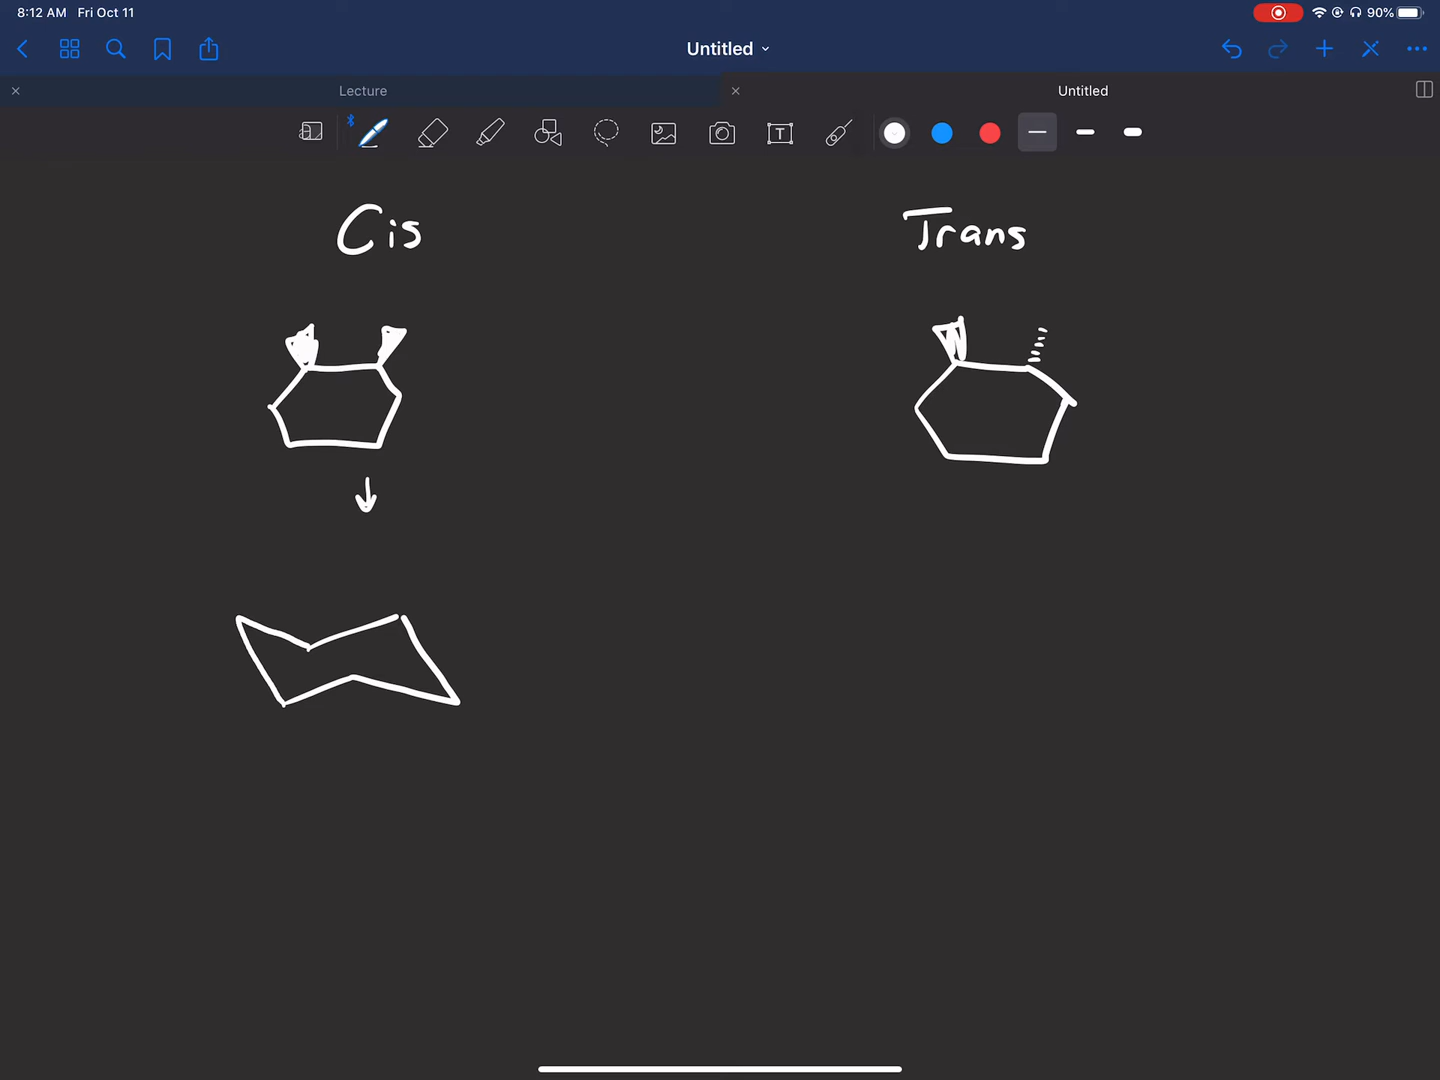 8:12 AM Fri Oct 11
90%
Untitled
Lecture
Untitled
T
Cis
Trans